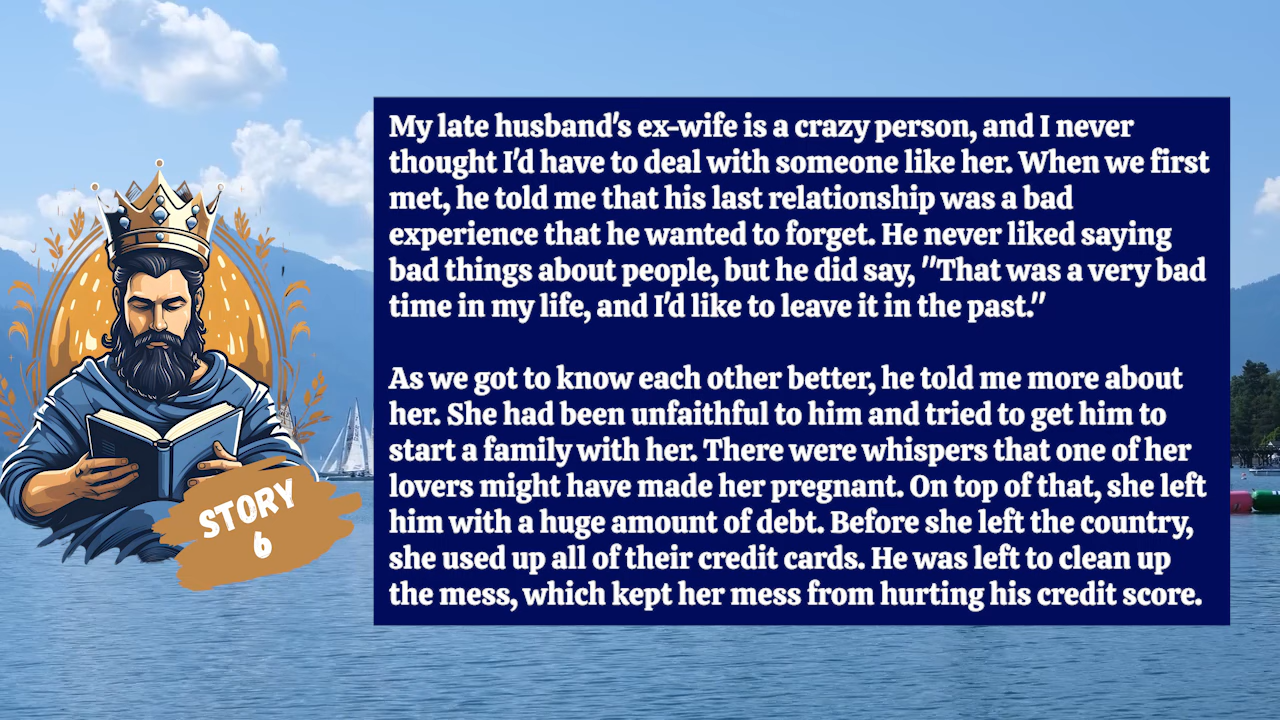 My late husband's ex-wife is a crazy person, and I never
thought I'd have to deal with someone like her. When we first
met, he told me that his last relationship was a bad
experience that he wanted to forget. He never liked saying
bad things about people, but he did say, "That was a very bad
time in my life, and I'd like to leave it in the past."
As we got to know each other better, he told me more about
her. She had been unfaithful to him and tried to get him to
start a family with her. There were whispers that one of her
lovers might have made her pregnant. On top of that, she left
him with a huge amount of debt. Before she left the country,
she used up all of their credit cards. He was left to clean up
the mess, which kept her mess from hurting his credit score.
STORY
6